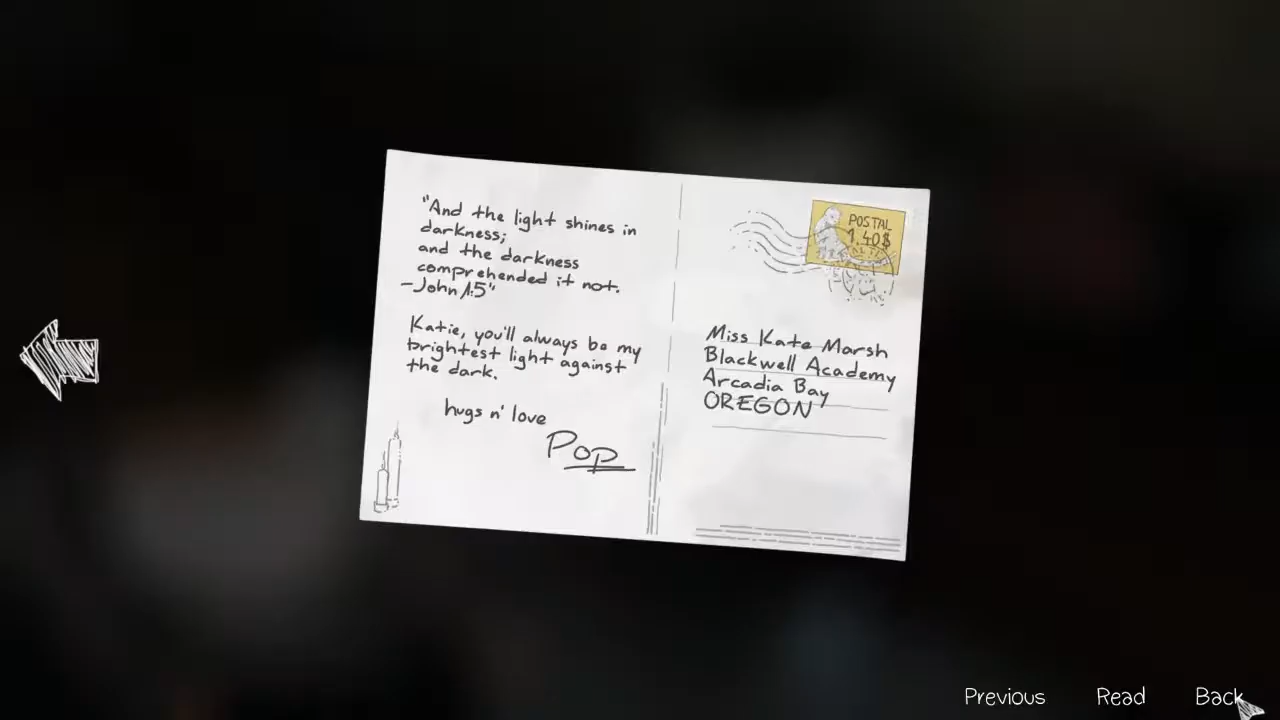 "And the light shines in
darkness;
and the darkness
comprehended it not.
-John 1:5"
Katie, you'll always be my
brightest light against
the dark.
hugs n' love
Pop
POSTAL
1.40$
Miss Kate Marsh
Blackwell Academy
Arcadia Bay
OREGON
Previous
Read
Back